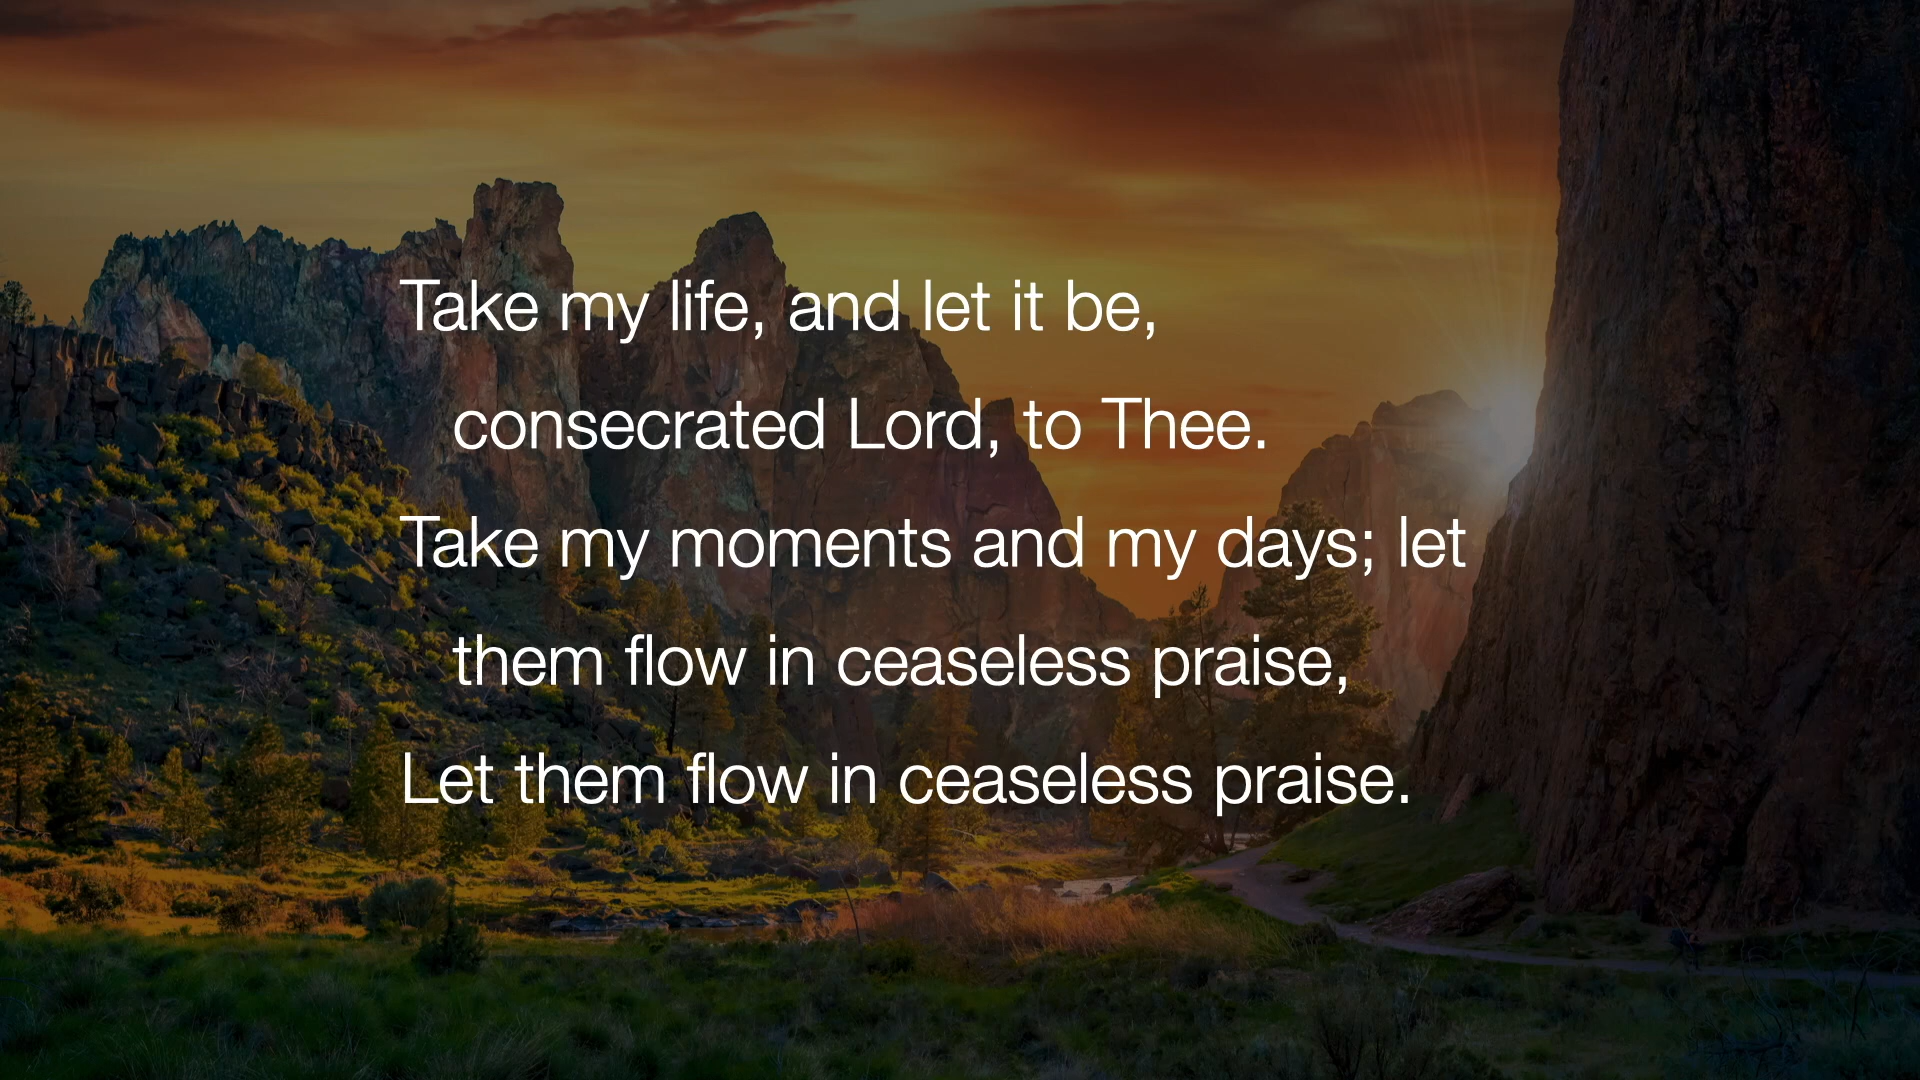 Take my life, and let it be,
consecrated Lord, to Thee.
Take my moments and my days; let
them flow in ceaseless praise,
Let them flow in ceaseless praise.